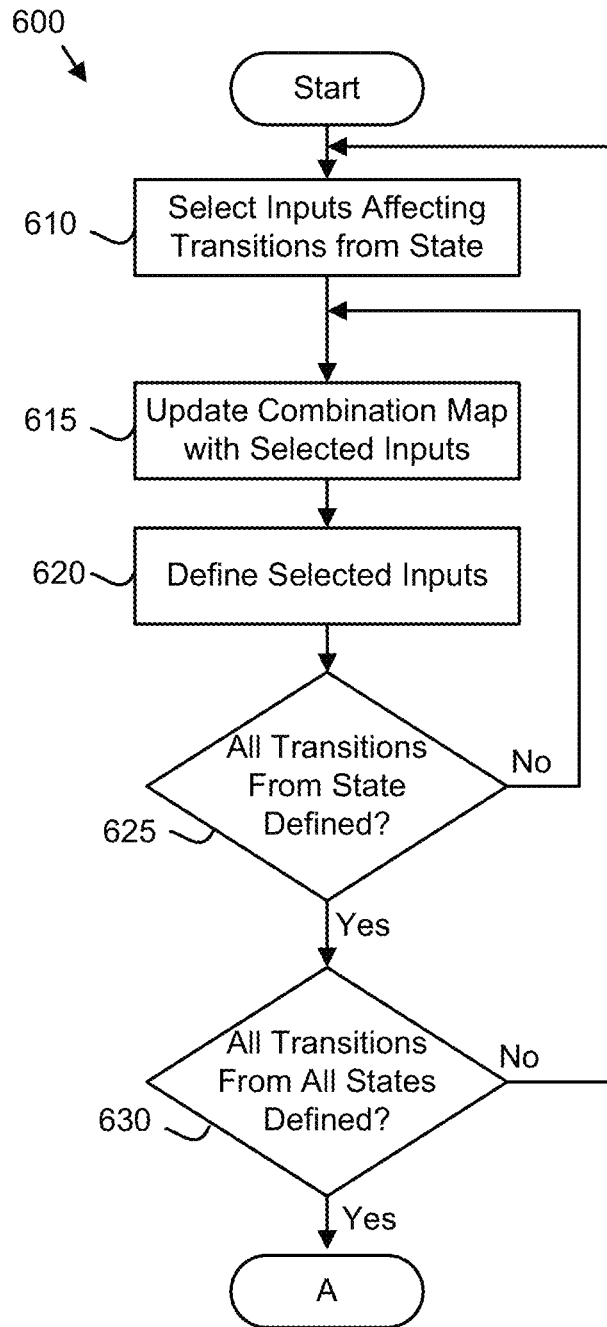 600
Start
610
Select Inputs Affecting
Transitions from State
615
Update Combination Map
with Selected Inputs
620
Define Selected Inputs
All Transitions
From State
Defined?
No
625
Yes
All Transitions
From All States
Defined?
No
630
Yes
A